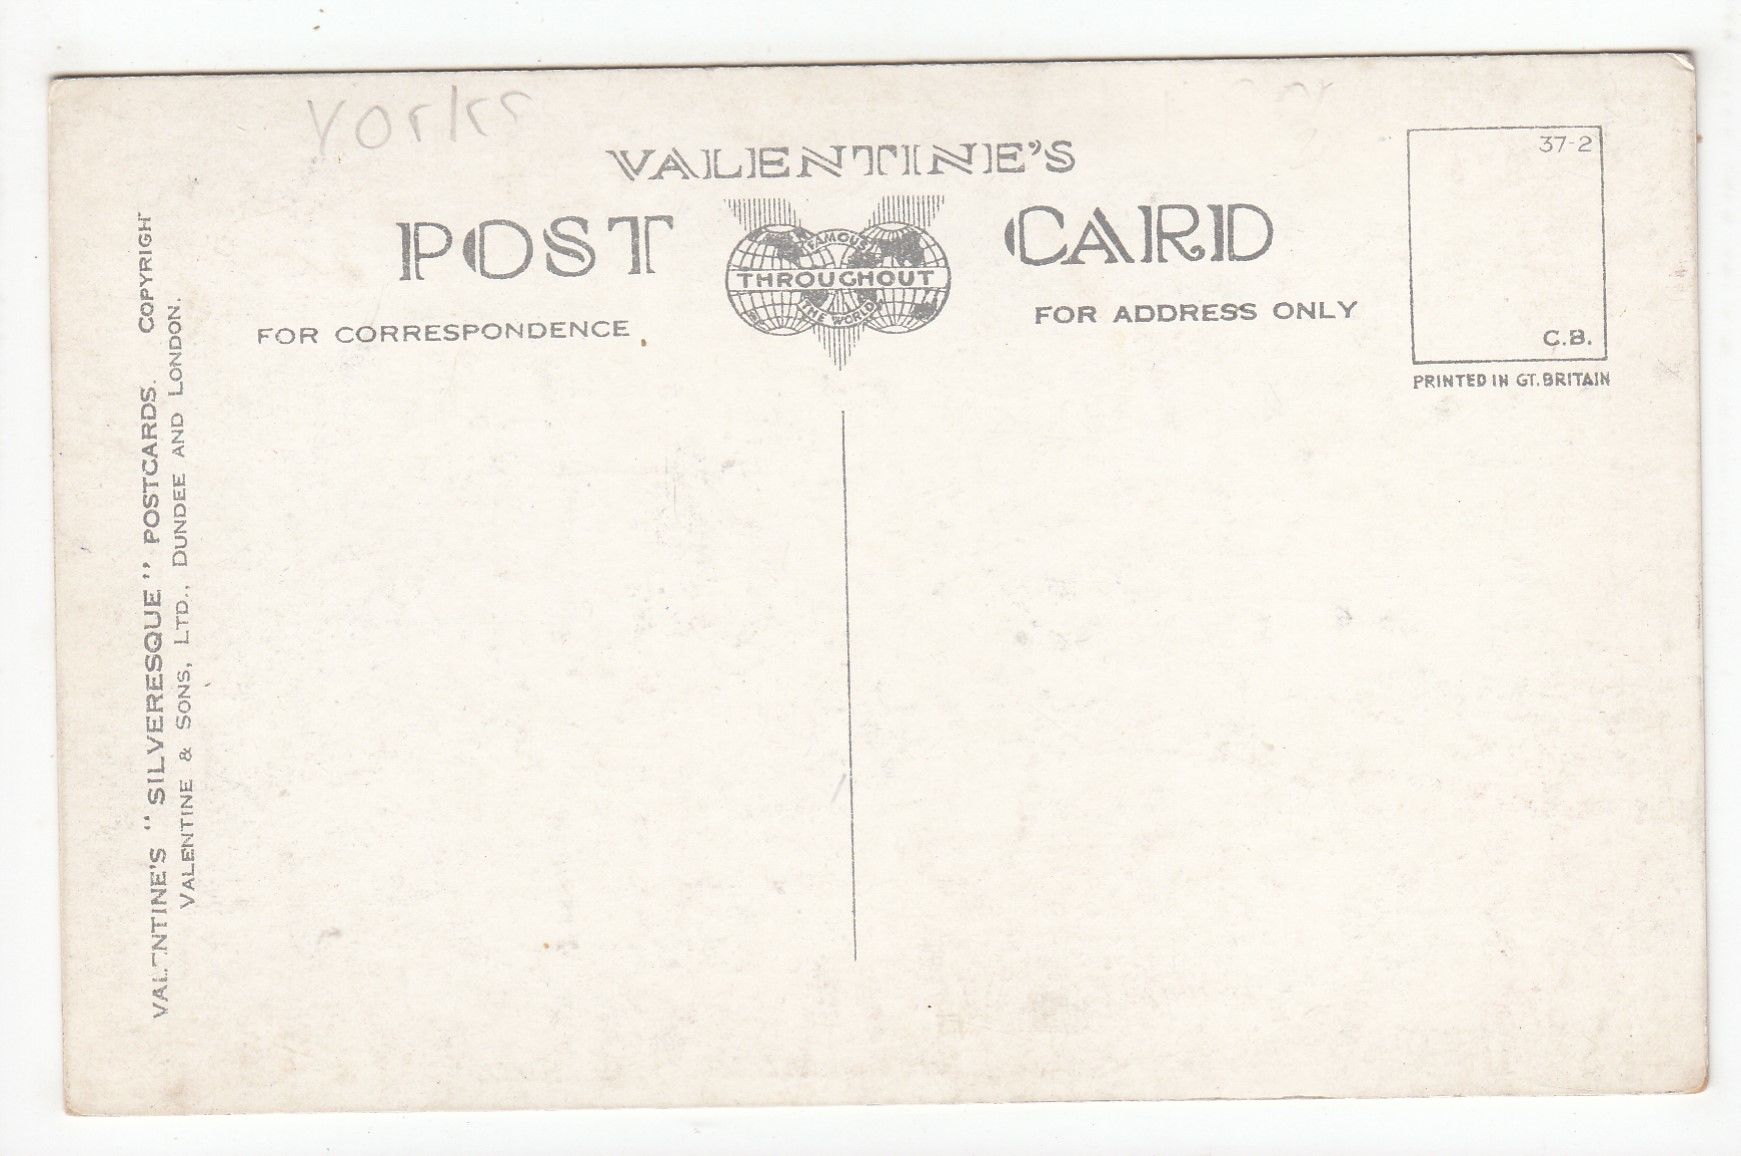 Yorks
VALENTINE'S
POST CARD
FAMOUS
THROUGHOUT
THE WORLD
FOR CORRESPONDENCE
FOR ADDRESS ONLY
37-2
C.B.
PRINTED IN GT. BRITAIN
VALENTINE'S "SILVERESQUE" POSTCARDS. COPYRIGH
VALENTINE & SONS, LTD., DUNDEE AND LONDON.